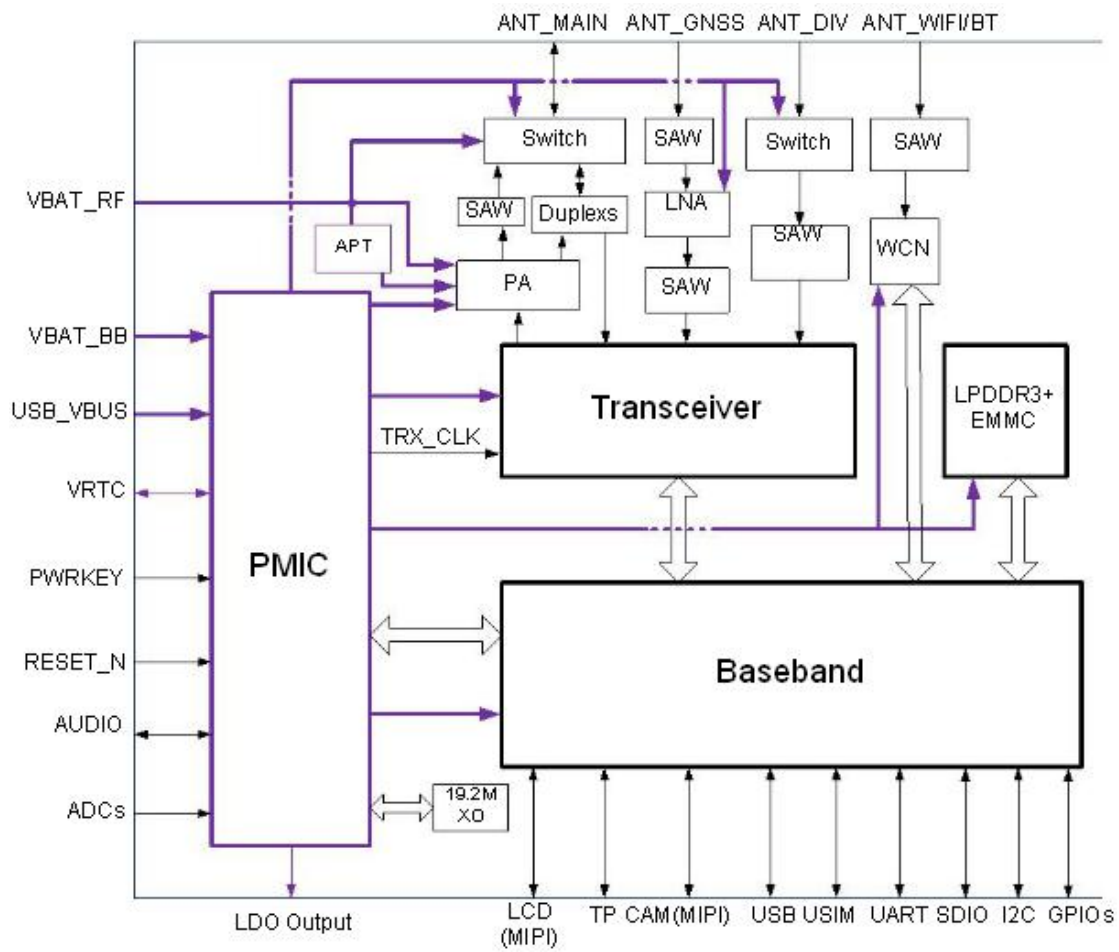 ANT_MAIN
ANT_GNSS
ANT_DIV
ANT_WIFI/BT
Switch
SAW
Switch
SAW
VBAT_RF
SAW
Duplexs
LNA
APT
SAW
WCN
PA
SAW
VBAT_BB
Transceiver
LPDDR3+
EMMC
USB_VBUS
TRX_CLK
VRTC
PMIC
PWRKEY
RESET_N
Baseband
AUDIO
ADCs
19.2M
XO
LDO Output
LCD
(MIPI)
TP
CAM(MIPI)
USB
USIM
UART
SDIO
I2C
GPIOs